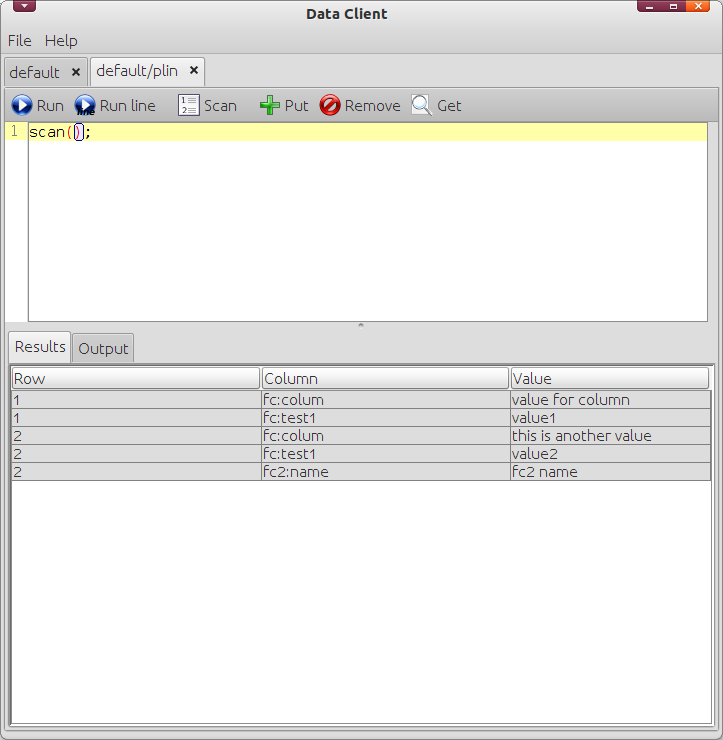 Data Client
File Help
default default/plin
Run Run line Scan Put Remove Get
1 scan();
Results Output
Row Column Value
1 fc:colum value for column
1 fc:test1 value1
2 fc:colum this is another value
2 fc:test1 value2
2 fc2:name fc2 name